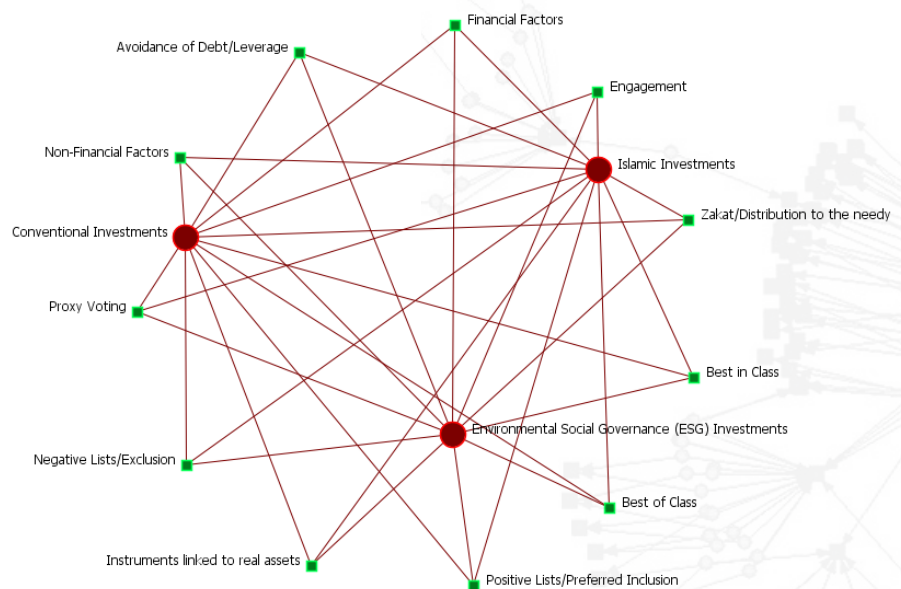 Financial Factors
Avoidance of Debt/Leverage
Engagement
Non-Financial Factors
Islamic Investments
Zakat/Distribution to the needy
Conventional Investments
Proxy Voting
Best in Class
Environmental Social Governance (ESG) Investments
Negative Lists/Exclusion
Best of Class
Instruments linked to real assets
Positive Lists/Preferred Inclusion